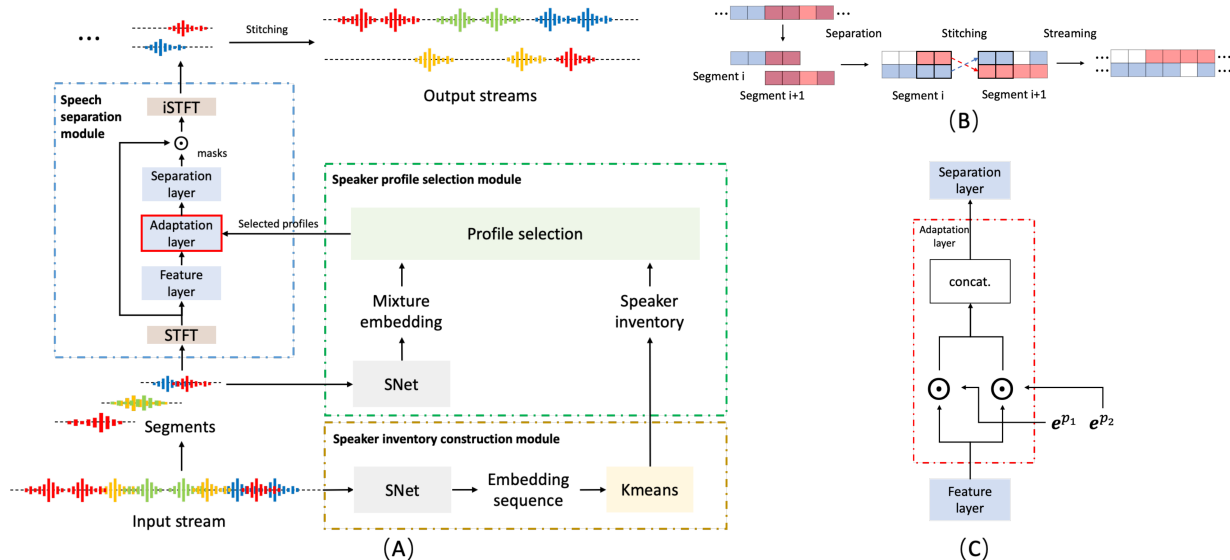 ...
Stitching
Output streams
Speech
separation
module
iSTFT
masks
Separation
layer
Adaptation
layer
Feature
layer
STFT
Selected profiles
Segments
Input stream
Speaker profile selection module
Profile selection
Mixture
embedding
Speaker
inventory
SNet
Speaker inventory construction module
SNet
Embedding
sequence
Kmeans
(A)
... ...
Separation
Stitching
Streaming
Segment i
Segment i+1
Segment i
Segment i+1
... ...
... ...
(B)
Separation
layer
Adaptation
layer
concat.
e^p1 e^p2
Feature
layer
(C)